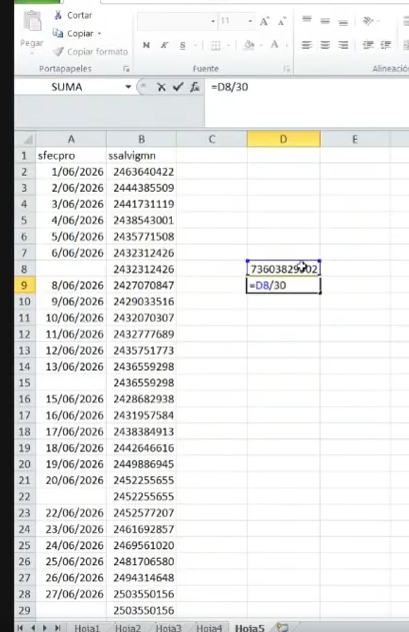 Cortar
Copiar
Pegar
Copiar formato
Portapapeles
11
A A
N K S
A
Fuente
Alineació
SUMA
fx
=D8/30
A B C D E
1 sfecpro ssalvigmn
2 1/06/2026 2463640422
3 2/06/2026 2444385509
4 3/06/2026 2441731119
5 4/06/2026 2438543001
6 5/06/2026 2435771508
7 6/06/2026 2432312426
8 2432312426
9 8/06/2026 2427070847 =D8/30
10 9/06/2026 2429033516
11 10/06/2026 2432070307
12 11/06/2026 2432777689
13 12/06/2026 2435751773
14 13/06/2026 2436559298
15 2436559298
16 15/06/2026 2428682938
17 16/06/2026 2431957584
18 17/06/2026 2438384913
19 18/06/2026 2442646616
20 19/06/2026 2449886945
21 20/06/2026 2452255655
22 2452255655
23 22/06/2026 2452577207
24 23/06/2026 2461692857
25 24/06/2026 2469561020
26 25/06/2026 2481706580
27 26/06/2026 2494314648
28 27/06/2026 2503550156
29 2503550156
Hoja1 Hoja2 Hoja3 Hoja4 Hoja5